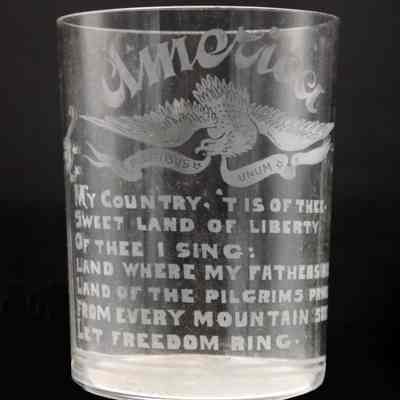 America
PLURIBUS UNUM
MY COUNTRY, 'T IS OF THEE.
SWEET LAND OF LIBERTY
OF THEE I SING:
LAND WHERE MY FATHERS
LAND OF THE PILGRIMS
FROM EVERY MOUNTAIN
LET FREEDOM RING.